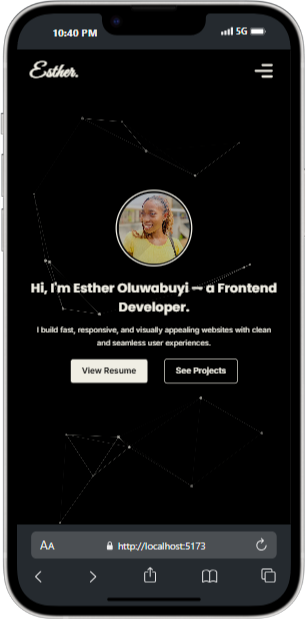 10:40 PM 5G
Esther.
Hi, I'm Esther Oluwabuyi — a Frontend
Developer.
I build fast, responsive, and visually appealing websites with clean
and seamless user experiences.
View Resume See Projects
AA http://localhost:5173